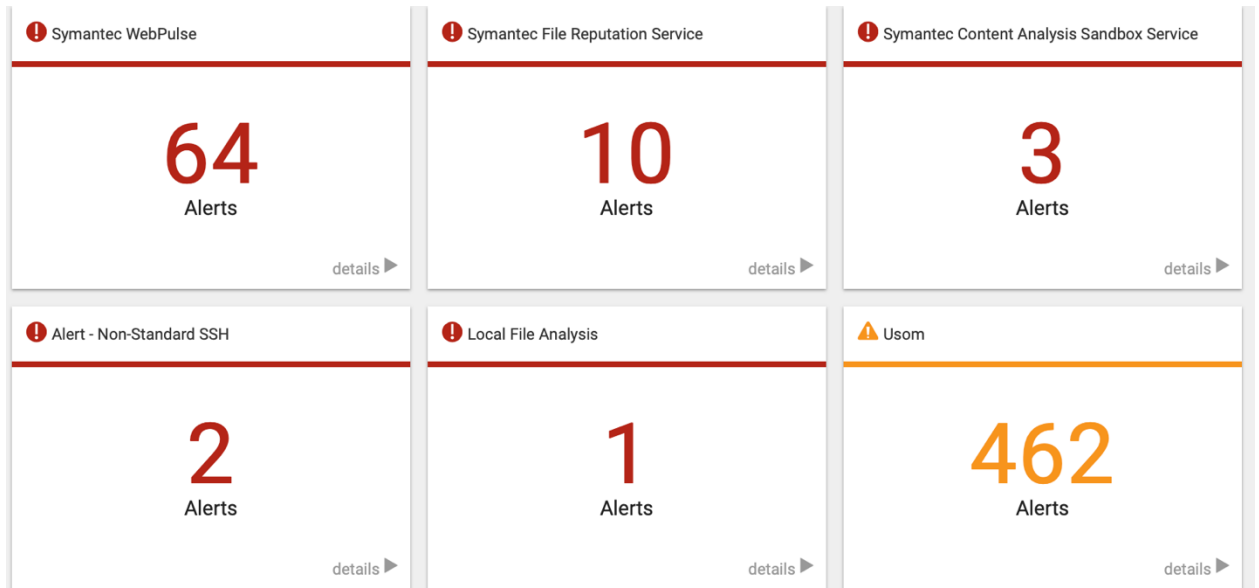 Symantec WebPulse
64
Alerts
details
Symantec File Reputation Service
10
Alerts
details
Symantec Content Analysis Sandbox Service
3
Alerts
details
Alert - Non-Standard SSH
2
Alerts
details
Local File Analysis
1
Alerts
details
Usom
462
Alerts
details